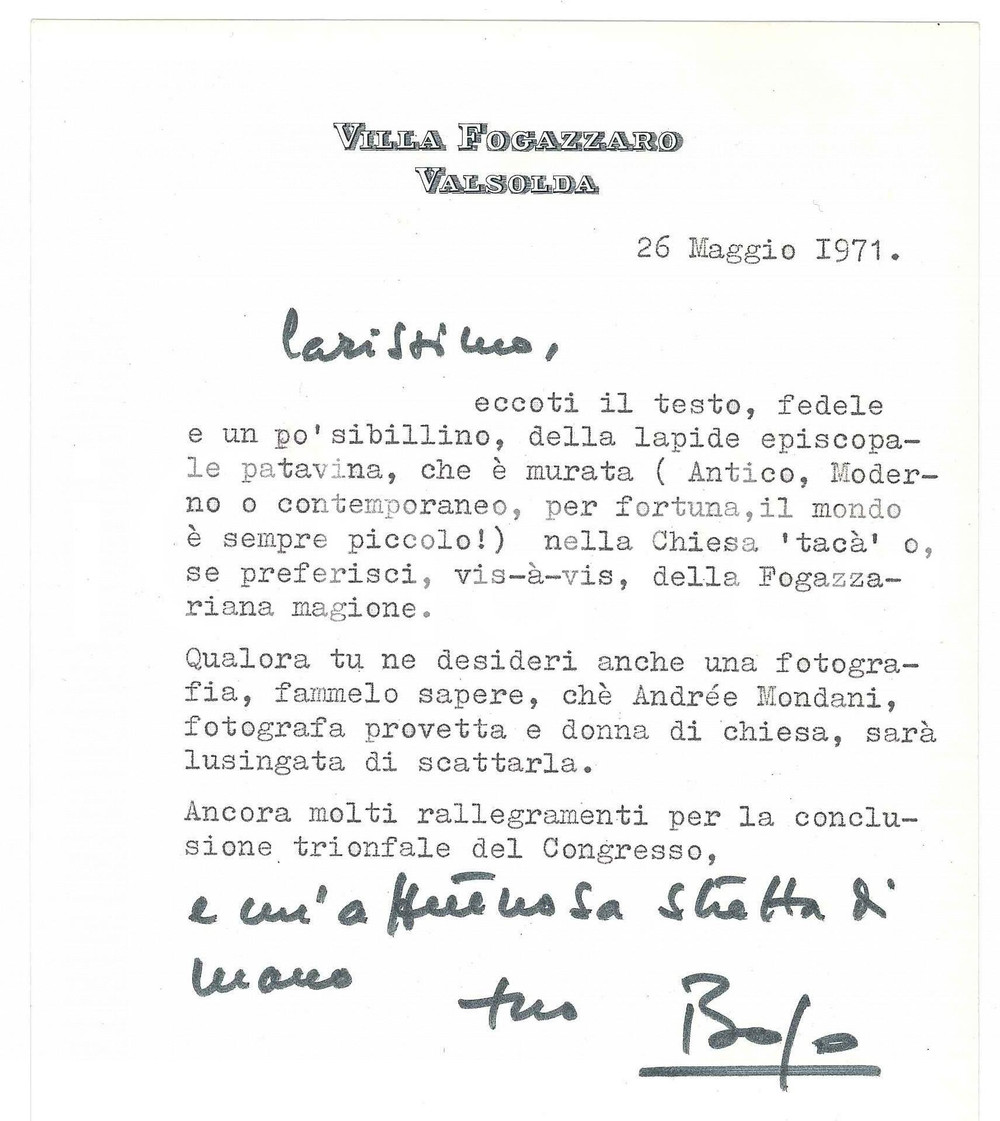 VILLA FOGAZZARO
VALSOLDA
26 Maggio I971.
Carissimo,
eccoti il testo, fedele
e un po'sibillino, della lapide episcopa-
le patavina, che è murata ( Antico, Moder-
no o contemporaneo, per fortuna,il mondo
è sempre piccolo!) nella Chiesa 'tacà' o,
se preferisci, vis-à-vis, della Fogazza-
riana magione.
Qualora tu ne desideri anche una fotogra-
fia, fammelo sapere, chè Andrée Mondani,
fotografa provetta e donna di chiesa, sarà
lusingata di scattarla.
Ancora molti rallegramenti per la conclu-
sione trionfale del Congresso,
e un'affettuosa stretta di
mano
tuo